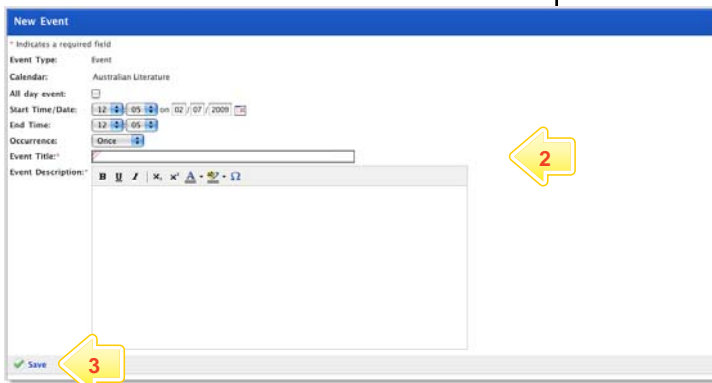 New Event
* Indicates a required field
Event Type: Event
Calendar: Australian Literature
All day event:
Start Time/Date: 12 : 05 on 02 / 07 / 2009
End Time: 12 : 05
Occurrence: Once
Event Title:*
Event Description:*
B U I | ×, ×' A ab Ω
2
Save
3